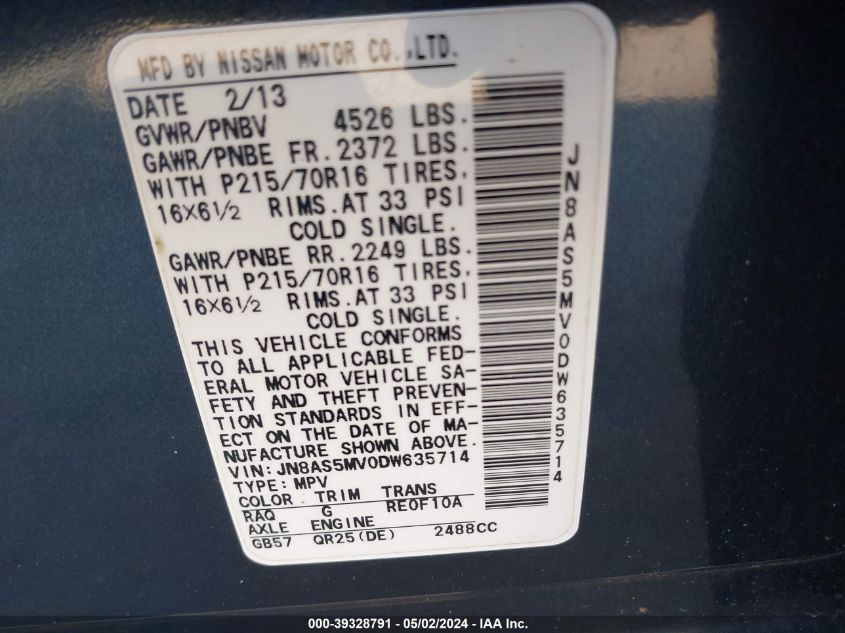 MFD BY NISSAN MOTOR CO.,LTD.
DATE 2/13
GVWR/PNBV 4526 LBS.
GAWR/PNBE FR.2372 LBS.
WITH P215/70R16 TIRES,
16X6½ RIMS.AT 33 PSI
COLD SINGLE.
GAWR/PNBE RR.2249 LBS.
WITH P215/70R16 TIRES,
16X6½ RIMS.AT 33 PSI
COLD SINGLE.
THIS VEHICLE CONFORMS
TO ALL APPLICABLE FED-
ERAL MOTOR VEHICLE SA-
FETY AND THEFT PREVEN-
TION STANDARDS IN EFF-
ECT ON THE DATE OF MA-
NUFACTURE SHOWN ABOVE.
VIN:JN8AS5MV0DW635714
TYPE:MPV
COLOR TRIM TRANS
RAQ G RE0F10A
AXLE ENGINE
GB57 QR25(DE) 2488CC
JN8AS5MV0DW635714
000-39328791 - 05/02/2024 - IAA Inc.